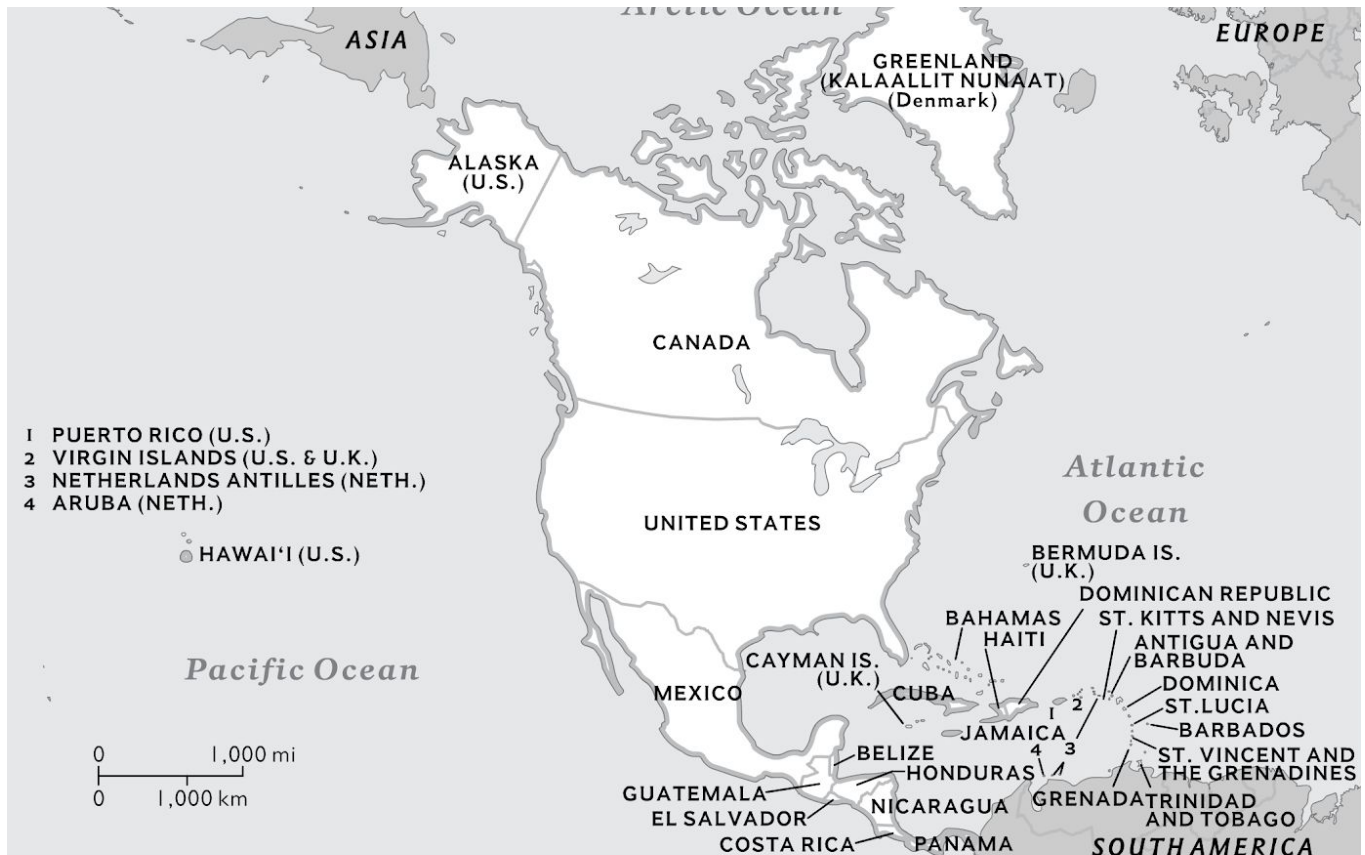 Arctic Ocean
ASIA
EUROPE
GREENLAND
(KALAALLIT NUNAAT)
(Denmark)
ALASKA
(U.S.)
CANADA
1 PUERTO RICO (U.S.)
2 VIRGIN ISLANDS (U.S. & U.K.)
3 NETHERLANDS ANTILLES (NETH.)
4 ARUBA (NETH.)
HAWAI‘I (U.S.)
UNITED STATES
Atlantic
Ocean
BERMUDA IS.
(U.K.)
DOMINICAN REPUBLIC
BAHAMAS
ST. KITTS AND NEVIS
HAITI
ANTIGUA AND
BARBUDA
Pacific Ocean
CAYMAN IS.
(U.K.)
MEXICO
CUBA
DOMINICA
ST.LUCIA
1
2
BARBADOS
JAMAICA
4
3
ST. VINCENT AND
THE GRENADINES
0 1,000 mi
0 1,000 km
BELIZE
HONDURAS
GUATEMALA
NICARAGUA
GRENADA
TRINIDAD
AND TOBAGO
EL SALVADOR
COSTA RICA
PANAMA
SOUTH AMERICA